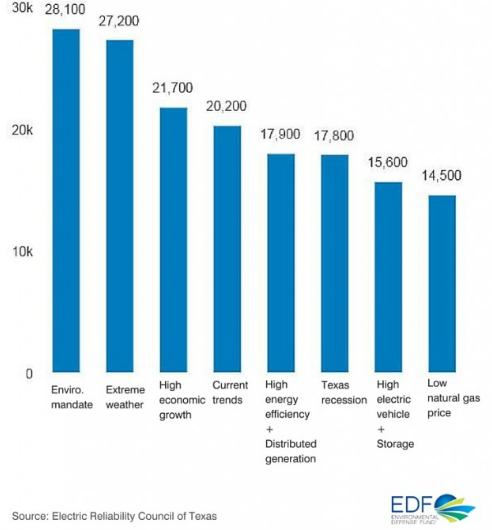 30k
28,100
27,200
21,700
20,200
20k
17,900
17,800
15,600
14,500
10k
0
Enviro.
mandate
Extreme
weather
High
economic
growth
Current
trends
High
energy
efficiency
+
Distributed
generation
Texas
recession
High
electric
vehicle
+
Storage
Low
natural gas
price
Source: Electric Reliability Council of Texas
EDF
ENVIRONMENTAL
DEFENSE FUND